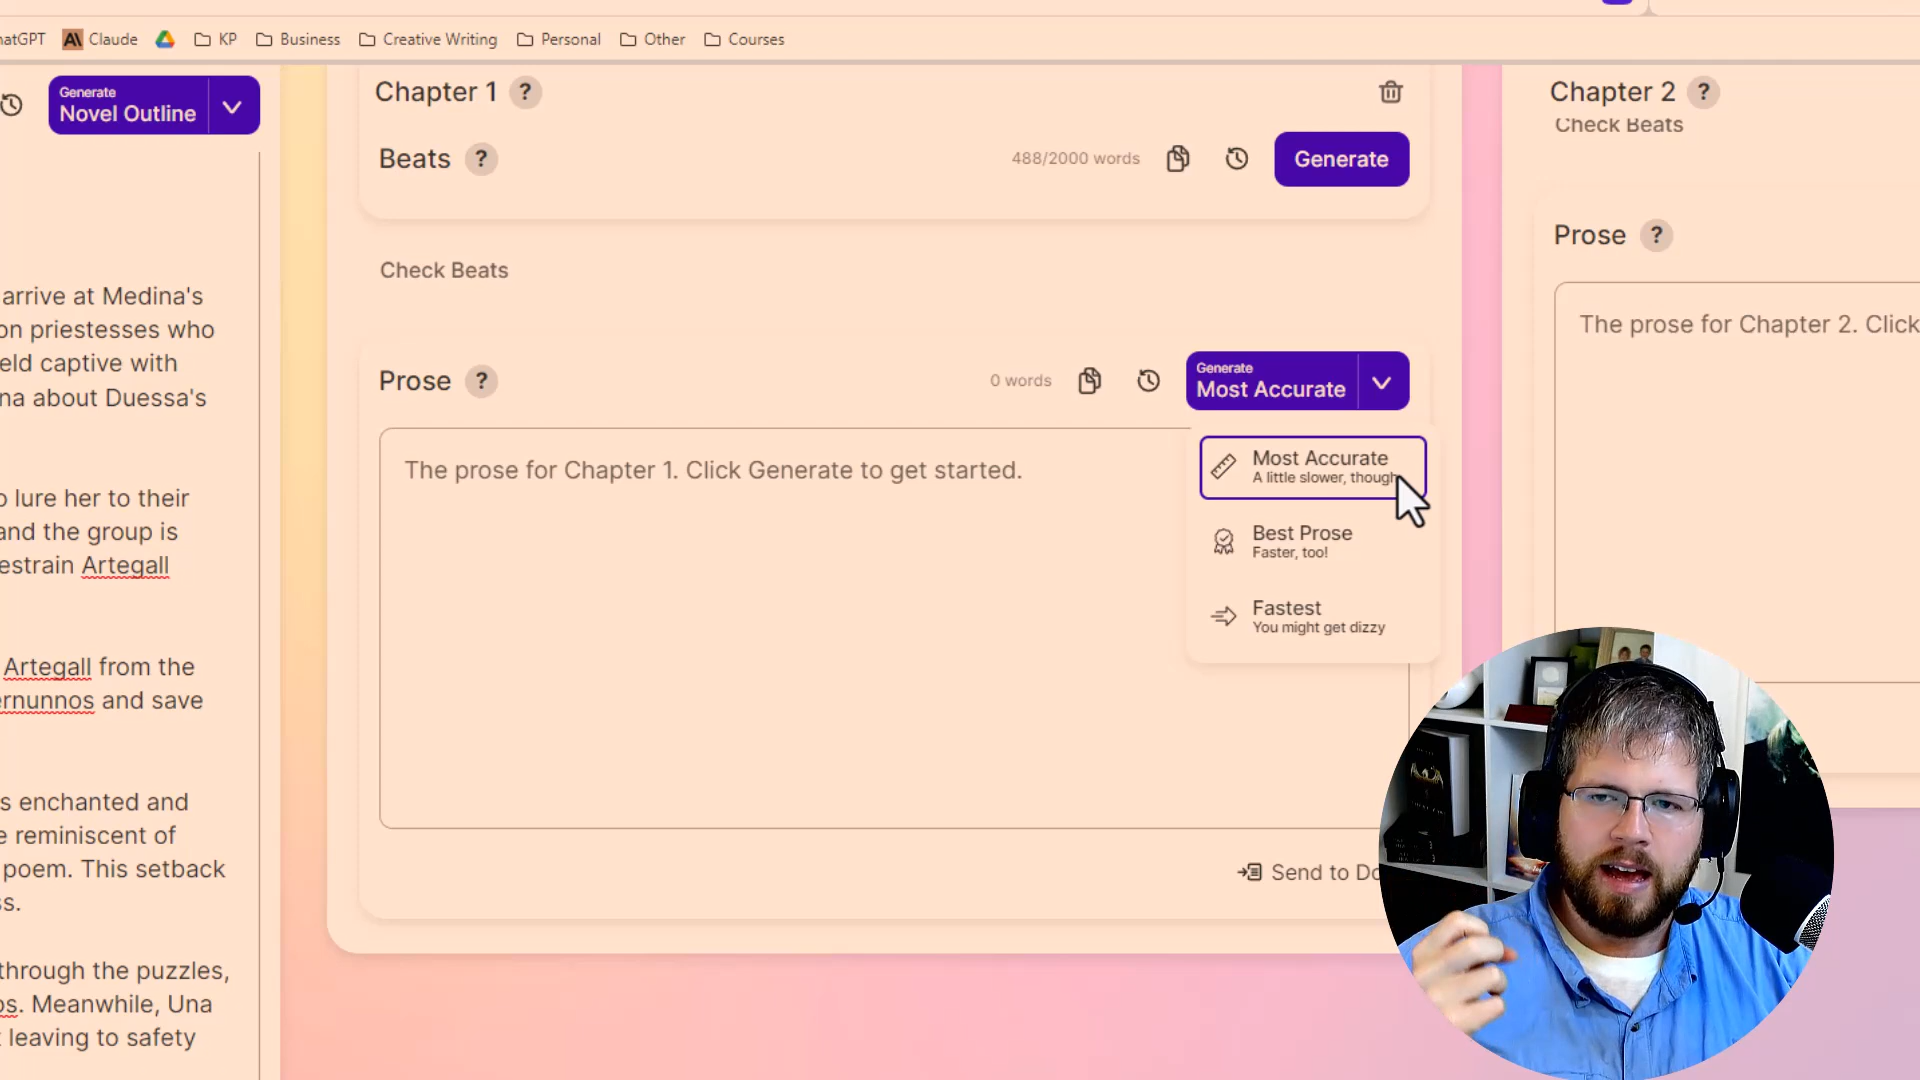 hatGPT Claude KP Business Creative Writing Personal Other Courses
Generate
Novel Outline
arrive at Medina's
on priestesses who
eld captive with
na about Duessa's
o lure her to their
and the group is
estrain Artegall
Artegall from the
ernunnos and save
s enchanted and
e reminiscent of
poem. This setback
ss.
through the puzzles,
os. Meanwhile, Una
leaving to safety
Chapter 1 ?
Beats ? 488/2000 words Generate
Check Beats
Prose ? 0 words Generate
Most Accurate
The prose for Chapter 1. Click Generate to get started.
Most Accurate
A little slower, though
Best Prose
Faster, too!
Fastest
You might get dizzy
Send to Do
Chapter 2 ?
Check Beats
Prose ?
The prose for Chapter 2. Click